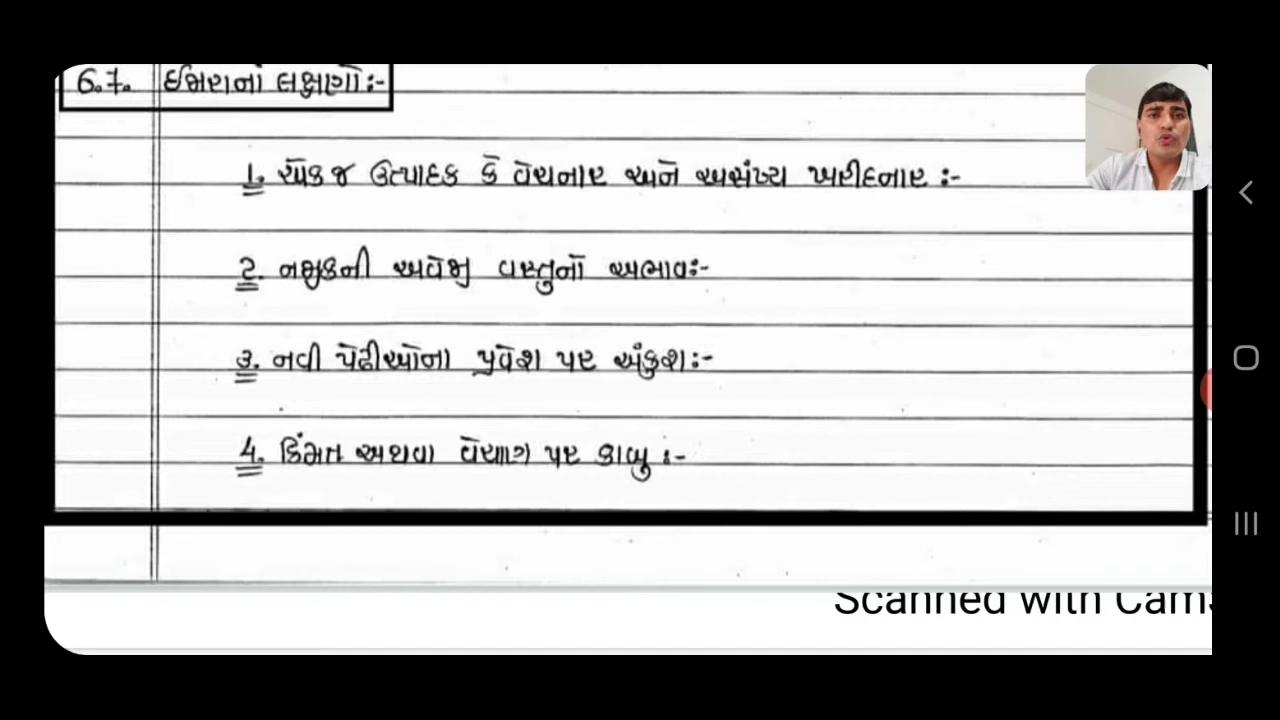 6.7. ઈજારાનાં લક્ષણો:-
1. એક જ ઉત્પાદક કે વેચનાર અને અસંખ્ય ખરીદનાર :-
2. નજીકની અવેજી વસ્તુનો અભાવ:-
૩. નવી પેઢીઓના પ્રવેશ પર અંકુશ:-
4. કિંમત અથવા વેચાણ પર કાબુ :-
Scanned with Cam